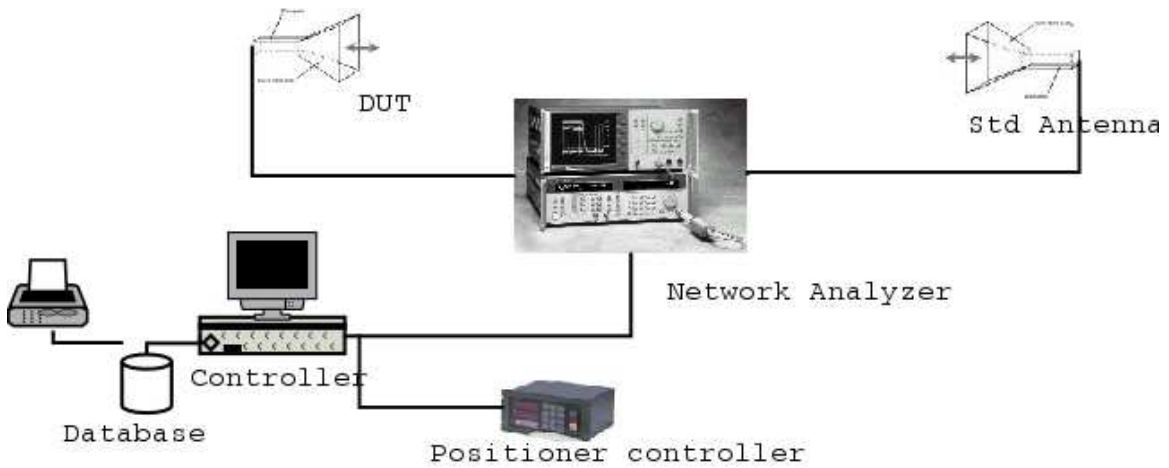 DUT
Std Antenna
Network Analyzer
Controller
Database
Positioner controller